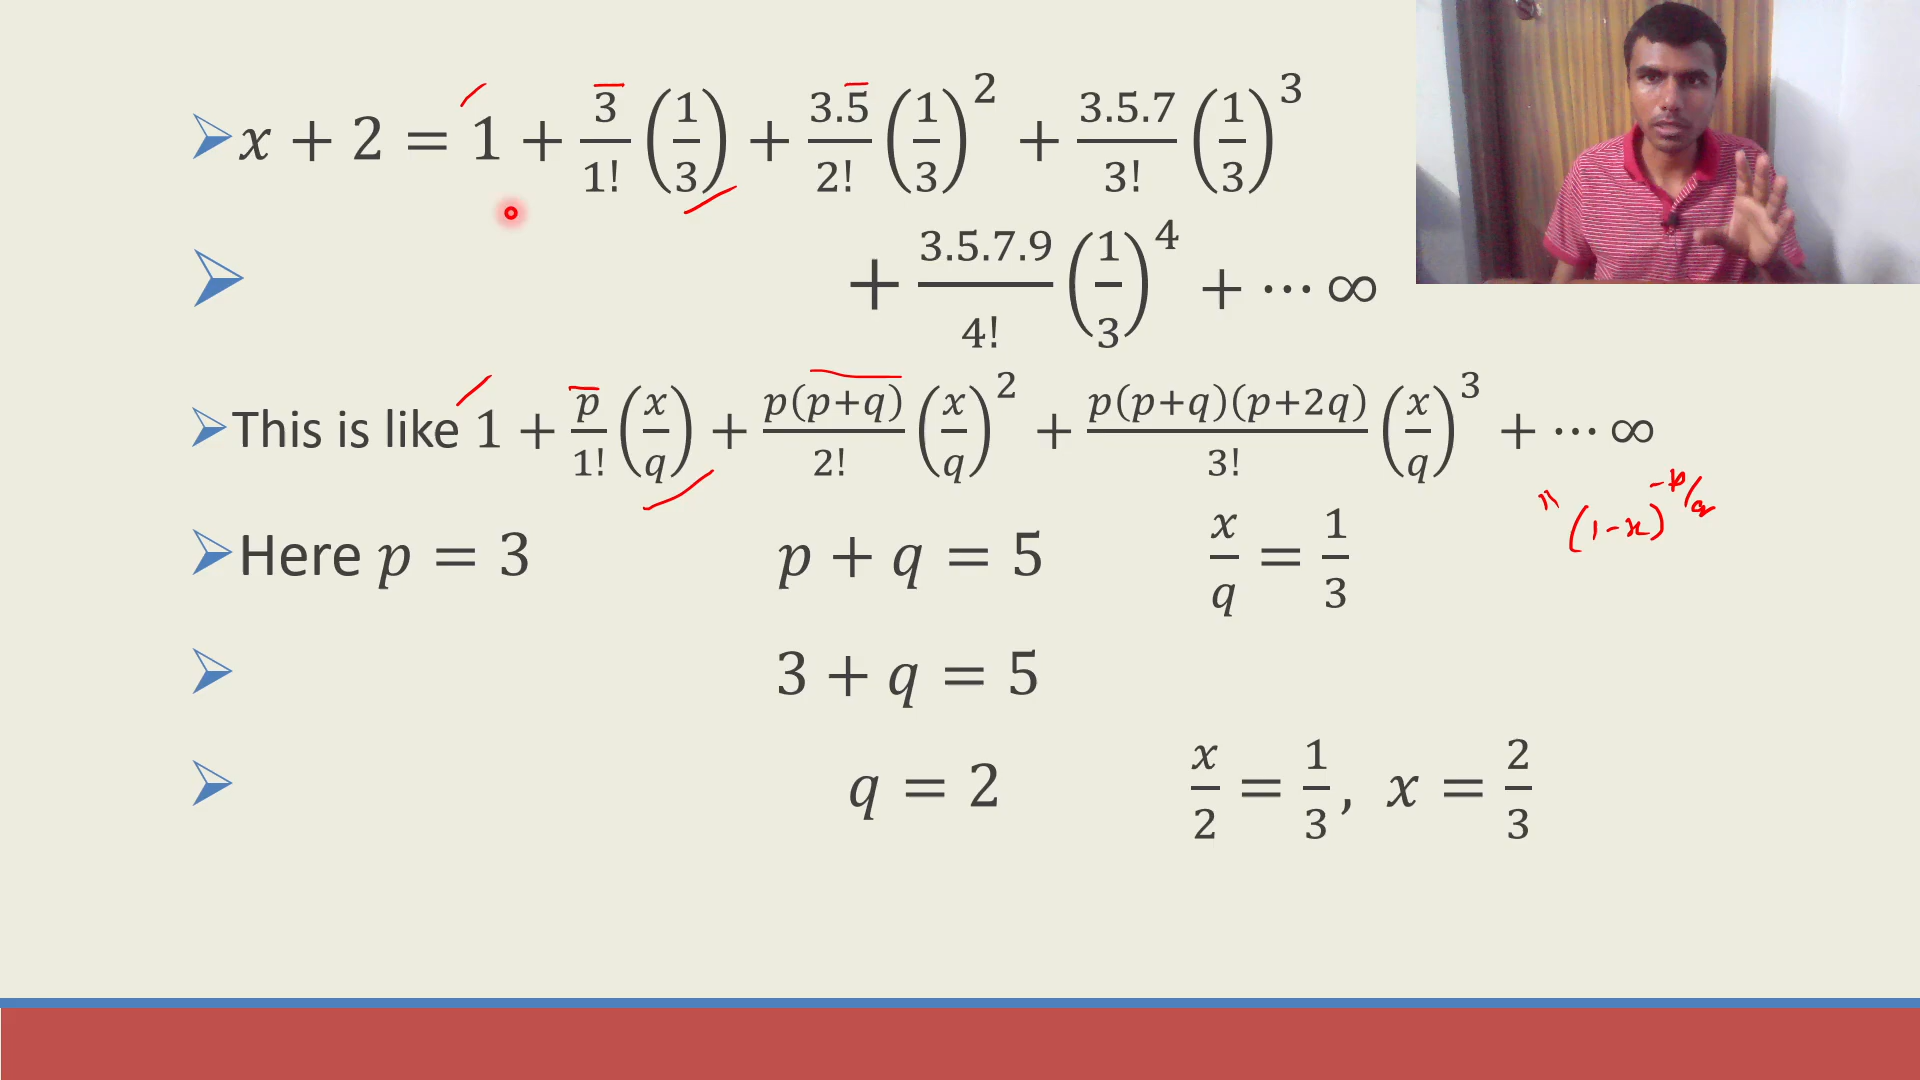 x + 2 = 1 + 3/1! (1/3) + 3.5/2! (1/3)^2 + 3.5.7/3! (1/3)^3
+ 3.5.7.9/4! (1/3)^4 + ⋯ ∞
This is like 1 + p/1! (x/q) + p(p+q)/2! (x/q)^2 + p(p+q)(p+2q)/3! (x/q)^3 + ⋯ ∞
(1-x)^-p/q
Here p = 3 p + q = 5 x/q = 1/3
3 + q = 5
q = 2 x/2 = 1/3, x = 2/3